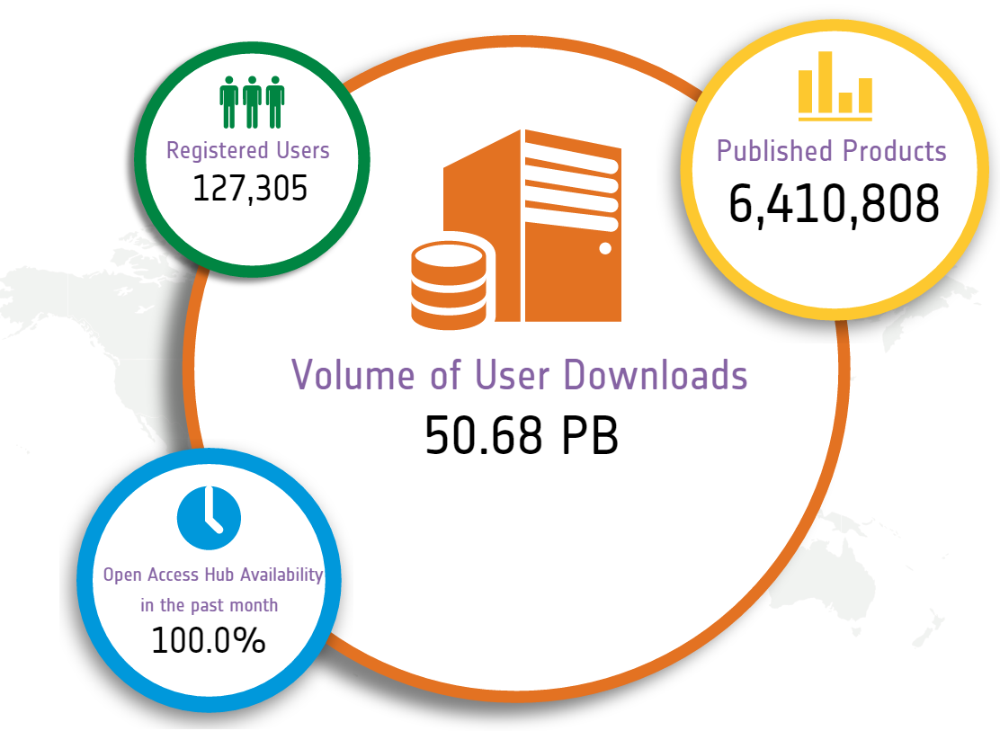 Registered Users
127,305
Published Products
6,410,808
Volume of User Downloads
50.68 PB
Open Access Hub Availability
in the past month
100.0%